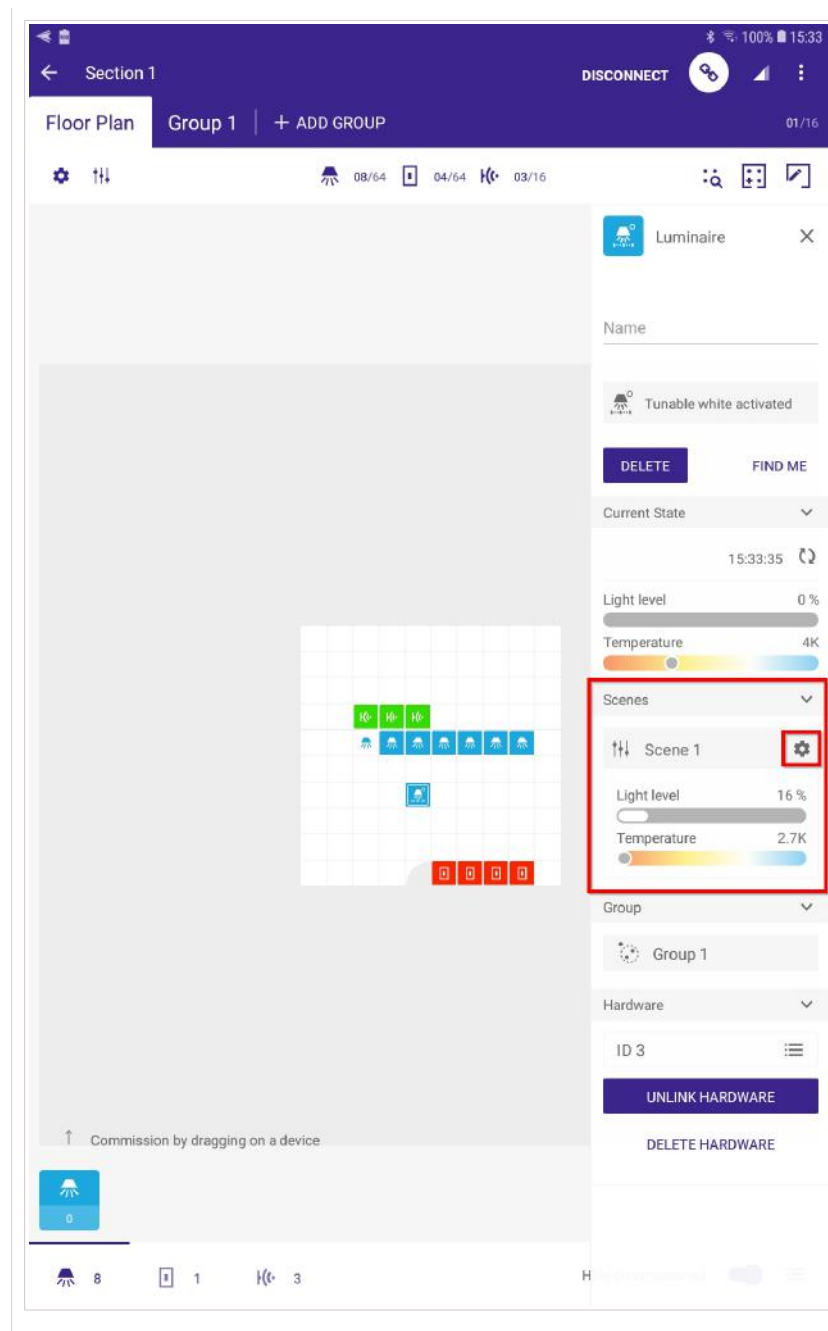 100% 15:33
Section 1
DISCONNECT
Floor Plan Group 1 + ADD GROUP 01/16
08/64 04/64 03/16
Luminaire
Name
Tunable white activated
DELETE FIND ME
Current State
15:33:35
Light level 0 %
Temperature 4K
Scenes
Scene 1
Light level 16 %
Temperature 2.7K
Group
Group 1
Hardware
ID 3
UNLINK HARDWARE
Commission by dragging on a device
DELETE HARDWARE
0
8 1 3